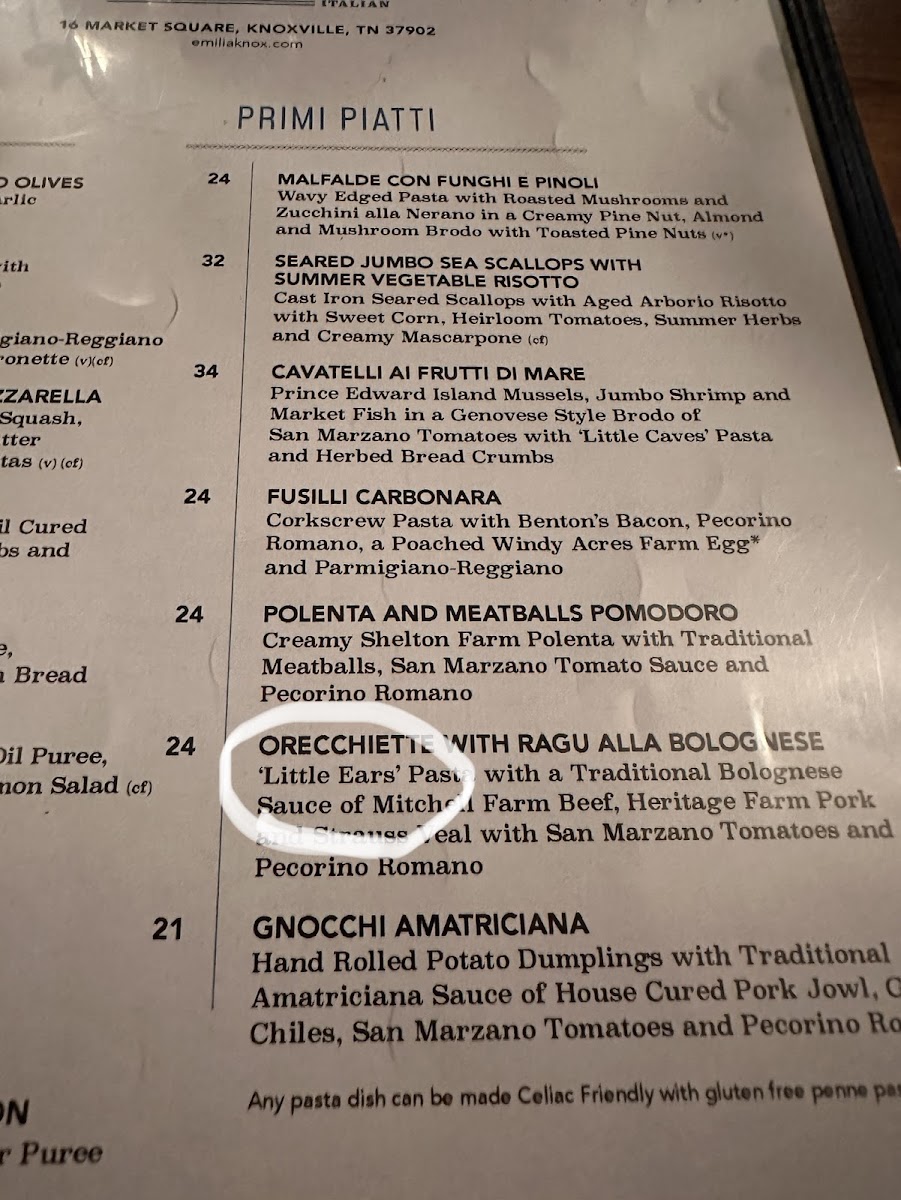 ITALIAN
16 MARKET SQUARE, KNOXVILLE, TN 37902
emiliaknox.com
OLIVES
rlic
ith
giano-Reggiano
ronette (v)(cf)
ZZARELLA
Squash,
tter
tas (v) (cf)
il Cured
bs and
e,
Bread
Oil Puree,
mon Salad (cf)
ON
r Puree
PRIMI PIATTI
24 MALFALDE CON FUNGHI E PINOLI
Wavy Edged Pasta with Roasted Mushrooms and
Zucchini alla Nerano in a Creamy Pine Nut, Almond
and Mushroom Brodo with Toasted Pine Nuts (v*)
32 SEARED JUMBO SEA SCALLOPS WITH
SUMMER VEGETABLE RISOTTO
Cast Iron Seared Scallops with Aged Arborio Risotto
with Sweet Corn, Heirloom Tomatoes, Summer Herbs
and Creamy Mascarpone (cf)
34 CAVATELLI AI FRUTTI DI MARE
Prince Edward Island Mussels, Jumbo Shrimp and
Market Fish in a Genovese Style Brodo of
San Marzano Tomatoes with ‘Little Caves’ Pasta
and Herbed Bread Crumbs
24 FUSILLI CARBONARA
Corkscrew Pasta with Benton’s Bacon, Pecorino
Romano, a Poached Windy Acres Farm Egg*
and Parmigiano-Reggiano
24 POLENTA AND MEATBALLS POMODORO
Creamy Shelton Farm Polenta with Traditional
Meatballs, San Marzano Tomato Sauce and
Pecorino Romano
24 ORECCHIETTE WITH RAGU ALLA BOLOGNESE
‘Little Ears’ Pasta with a Traditional Bolognese
Sauce of Mitchell Farm Beef, Heritage Farm Pork
and Strauss Veal with San Marzano Tomatoes and
Pecorino Romano
21 GNOCCHI AMATRICIANA
Hand Rolled Potato Dumplings with Traditional
Amatriciana Sauce of House Cured Pork Jowl,
Chiles, San Marzano Tomatoes and Pecorino Ro
Any pasta dish can be made Celiac Friendly with gluten free penne pas